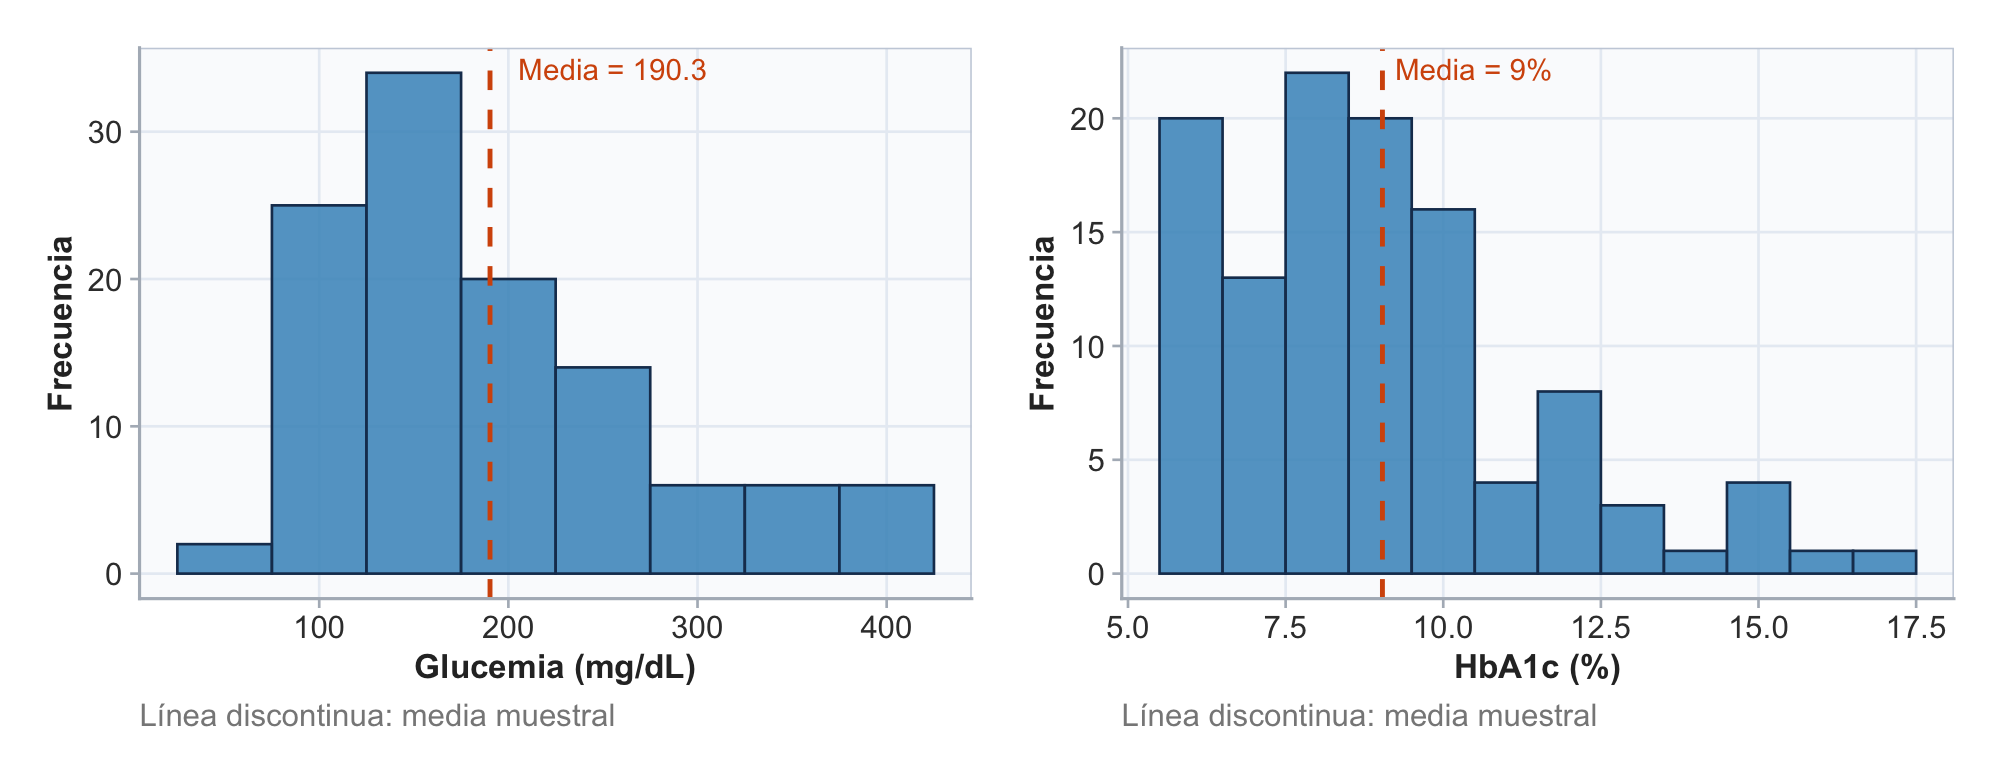 Media = 190.3
Frecuencia
30
20
10
0
100 200 300 400
Glucemia (mg/dL)
Línea discontinua: media muestral
Media = 9%
Frecuencia
20
15
10
5
0
5.0 7.5 10.0 12.5 15.0 17.5
HbA1c (%)
Línea discontinua: media muestral